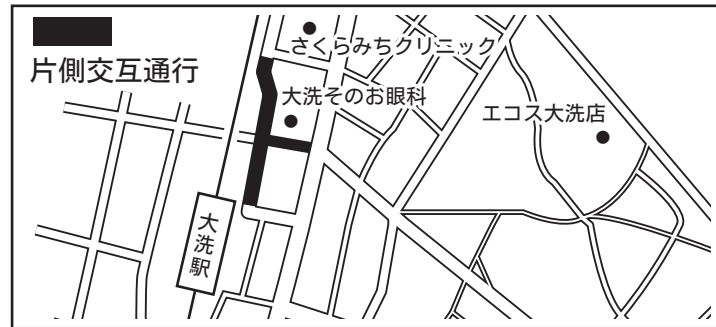 片側交互通行
さくらみちクリニック
大洗そのお眼科
エコス大洗店
大洗駅